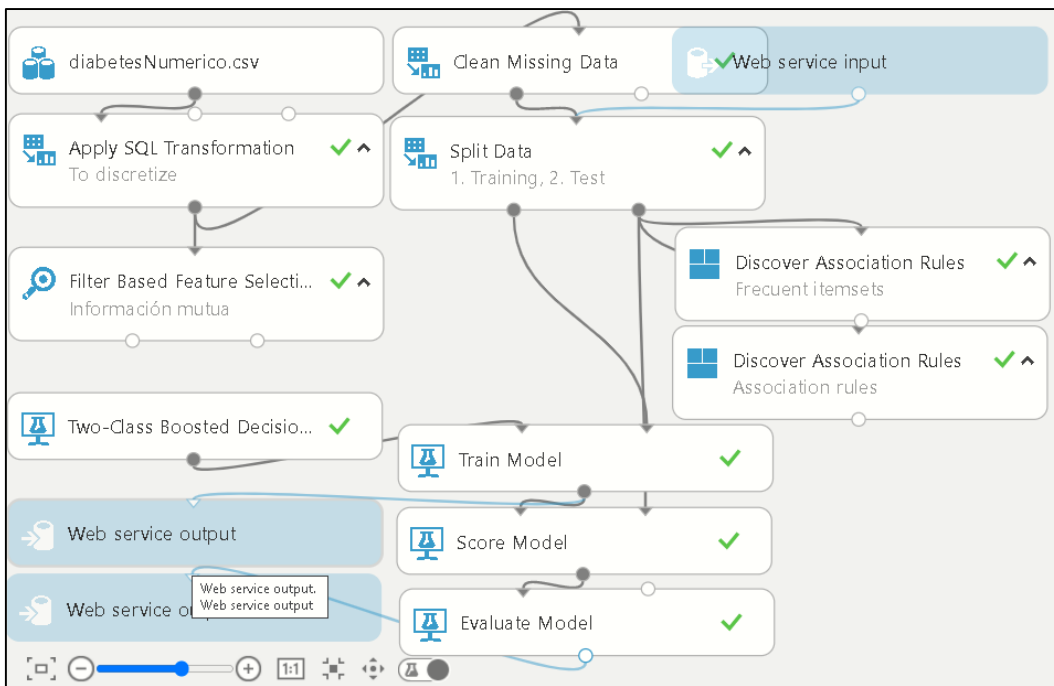 diabetesNumerico.csv
Clean Missing Data
Web service input
Apply SQL Transformation
To discretize
Split Data
1. Training, 2. Test
Filter Based Feature Selecti...
Información mutua
Discover Association Rules
Frecuent itemsets
Discover Association Rules
Association rules
Two-Class Boosted Decisio...
Train Model
Web service output
Score Model
Web service ou
Web service output.
Web service output
Evaluate Model
1:1